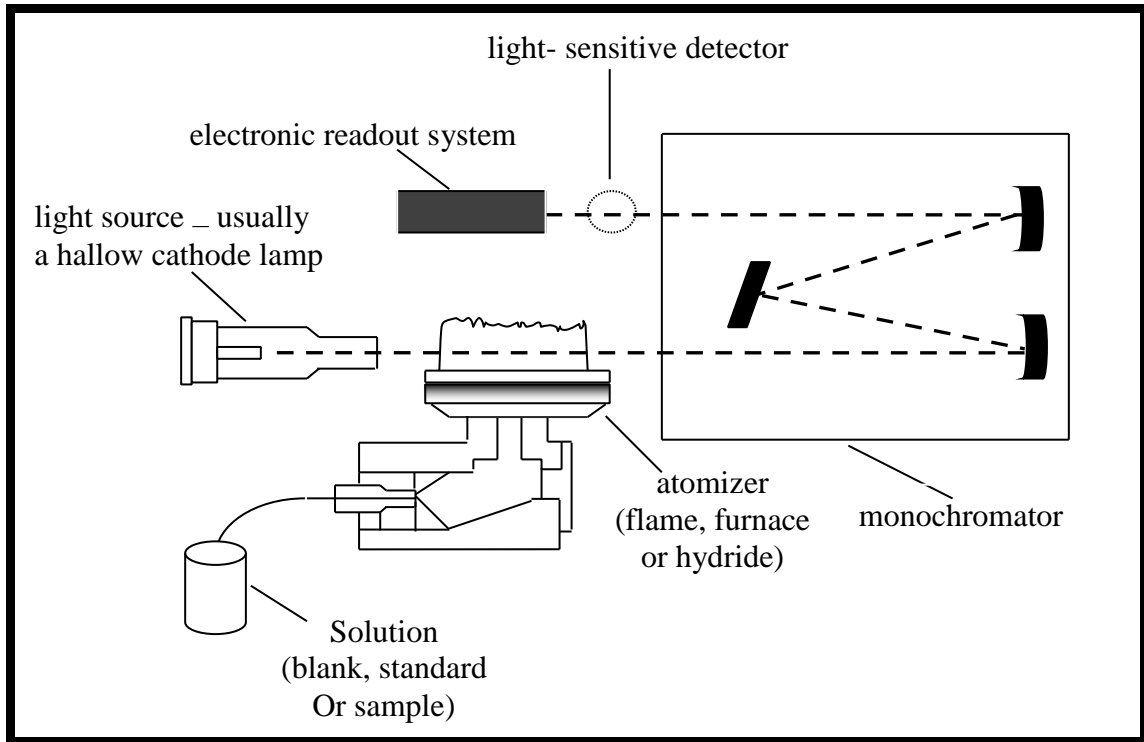 light- sensitive detector
electronic readout system
light source _ usually
a hallow cathode lamp
atomizer
(flame, furnace
or hydride)
monochromator
Solution
(blank, standard
Or sample)